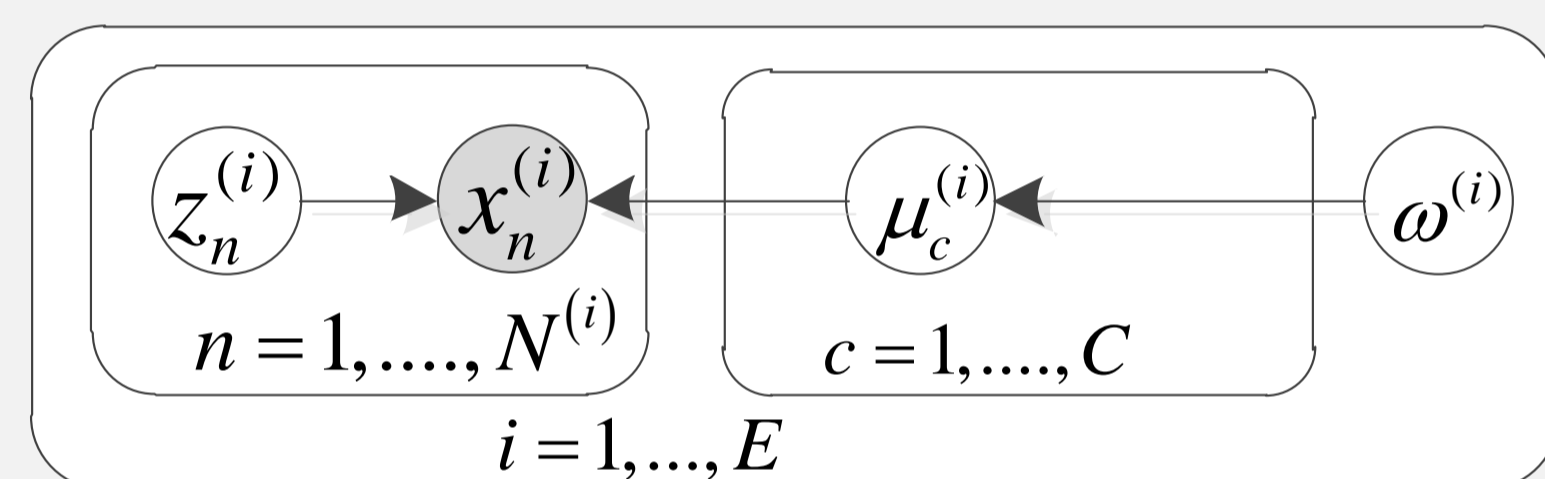 z_n^{(i)} x_n^{(i)} μ_c^{(i)} ω^{(i)}
n = 1,...., N^{(i)} c = 1,...., C
i = 1,..., E